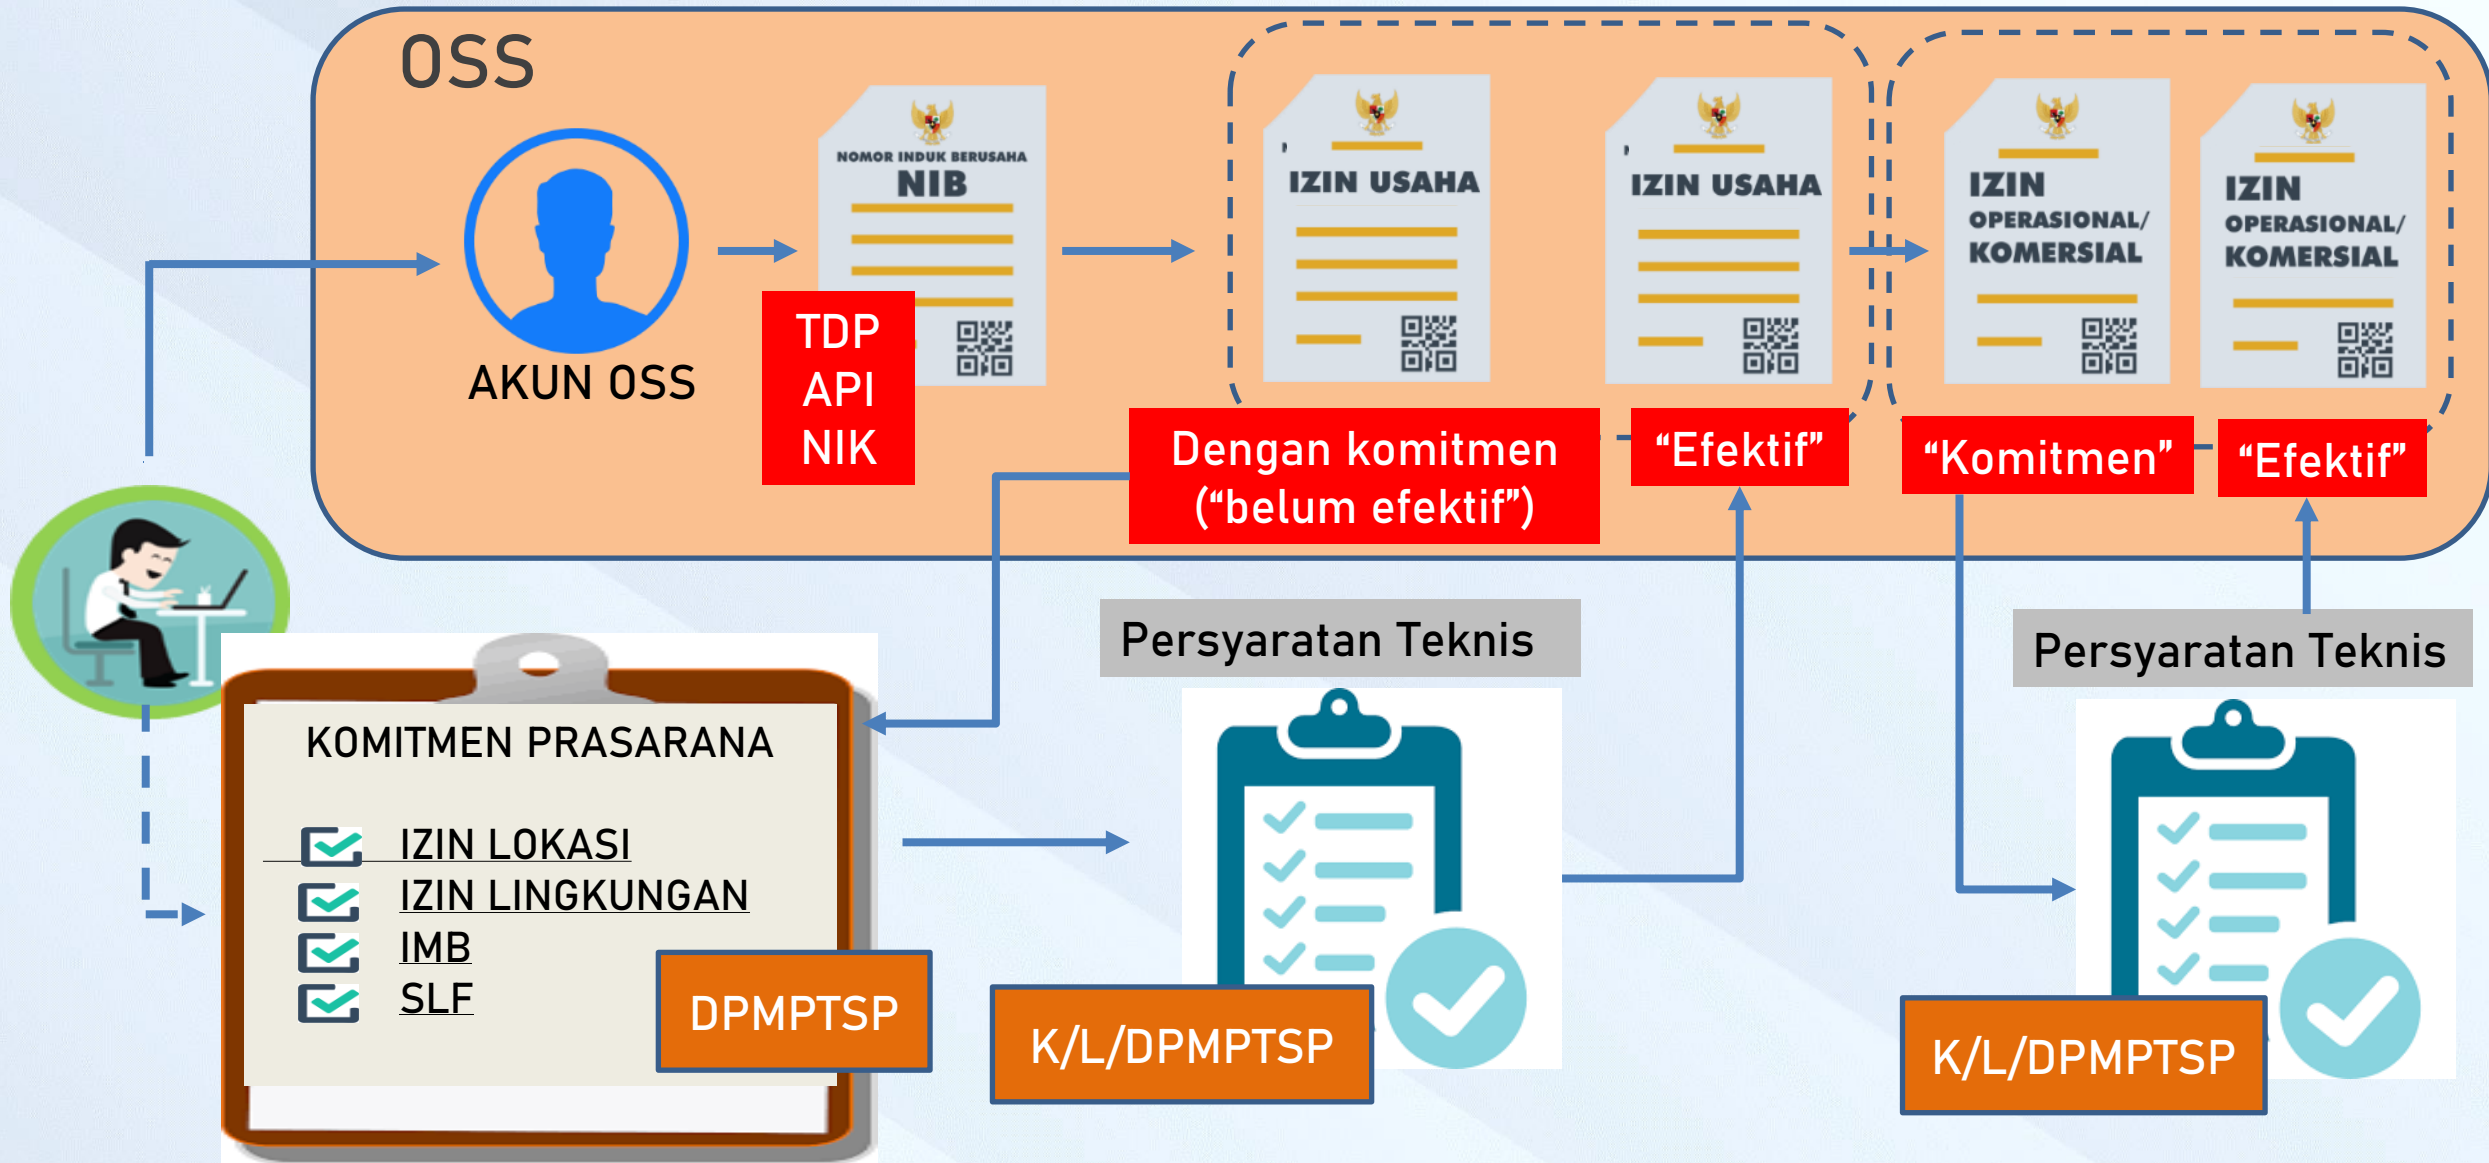 OSS
AKUN OSS
NOMOR INDUK BERUSAHA
NIB
TDP
API
NIK
IZIN USAHA
Dengan komitmen
(“belum efektif”)
IZIN USAHA
“Efektif”
IZIN
OPERASIONAL/
KOMERSIAL
“Komitmen”
IZIN
OPERASIONAL/
KOMERSIAL
“Efektif”
KOMITMEN PRASARANA
IZIN LOKASI
IZIN LINGKUNGAN
IMB
SLF
DPMPTSP
Persyaratan Teknis
K/L/DPMPTSP
Persyaratan Teknis
K/L/DPMPTSP